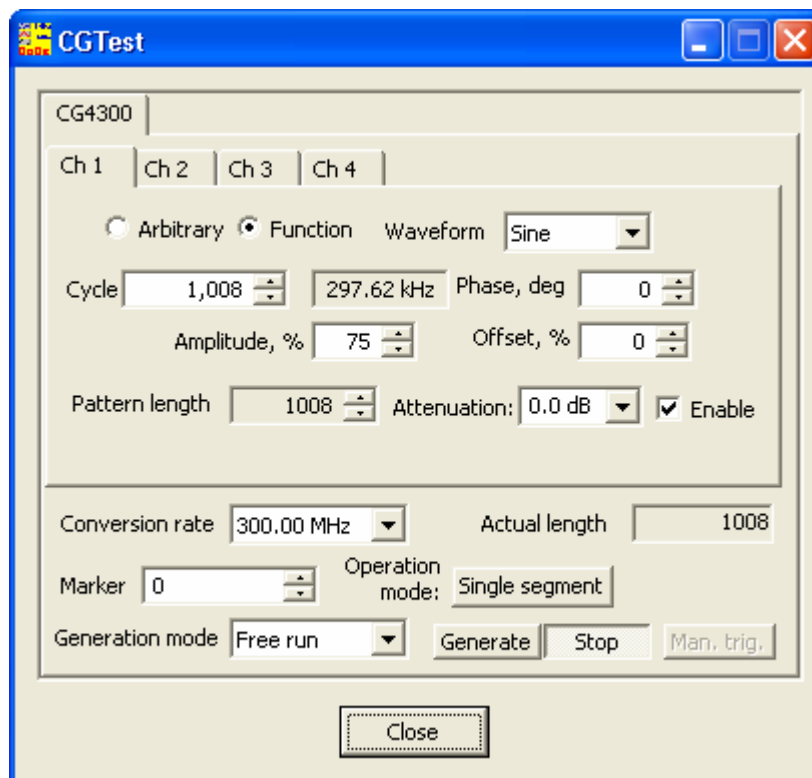 CGTest
CG4300
Ch 1 Ch 2 Ch 3 Ch 4
Arbitrary Function Waveform Sine
Cycle 1,008 297.62 kHz Phase, deg 0
Amplitude, % 75 Offset, % 0
Pattern length 1008 Attenuation: 0.0 dB Enable
Conversion rate 300.00 MHz Actual length 1008
Marker 0 Operation mode: Single segment
Generation mode Free run Generate Stop Man. trig.
Close